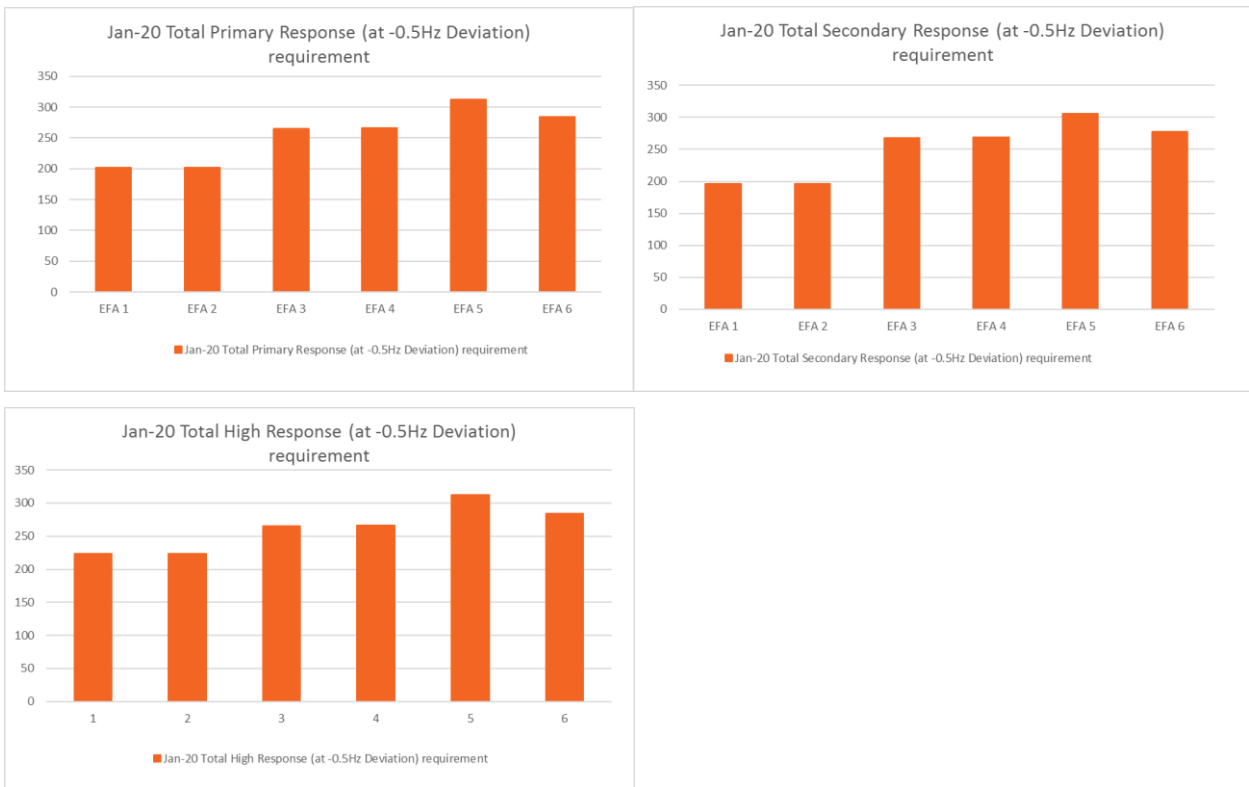 Jan-20 Total Primary Response (at -0.5Hz Deviation)
requirement
350
300
250
200
150
100
50
0
EFA 1 EFA 2 EFA 3 EFA 4 EFA 5 EFA 6
Jan-20 Total Primary Response (at -0.5Hz Deviation) requirement
Jan-20 Total Secondary Response (at -0.5Hz Deviation)
requirement
350
300
250
200
150
100
50
0
EFA 1 EFA 2 EFA 3 EFA 4 EFA 5 EFA 6
Jan-20 Total Secondary Response (at -0.5Hz Deviation) requirement
Jan-20 Total High Response (at -0.5Hz Deviation)
requirement
350
300
250
200
150
100
50
0
1 2 3 4 5 6
Jan-20 Total High Response (at -0.5Hz Deviation) requirement